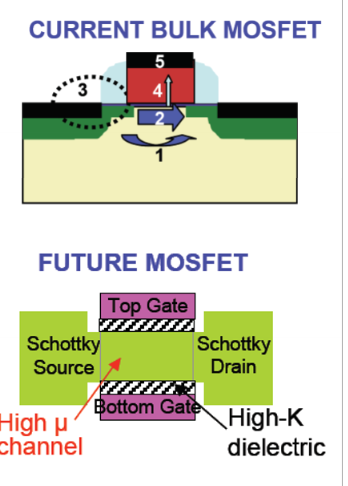 CURRENT BULK MOSFET
5
3
4
2
1
FUTURE MOSFET
Top Gate
Schottky
Source
Schottky
Drain
Bottom Gate
High μ
channel
High-K
dielectric